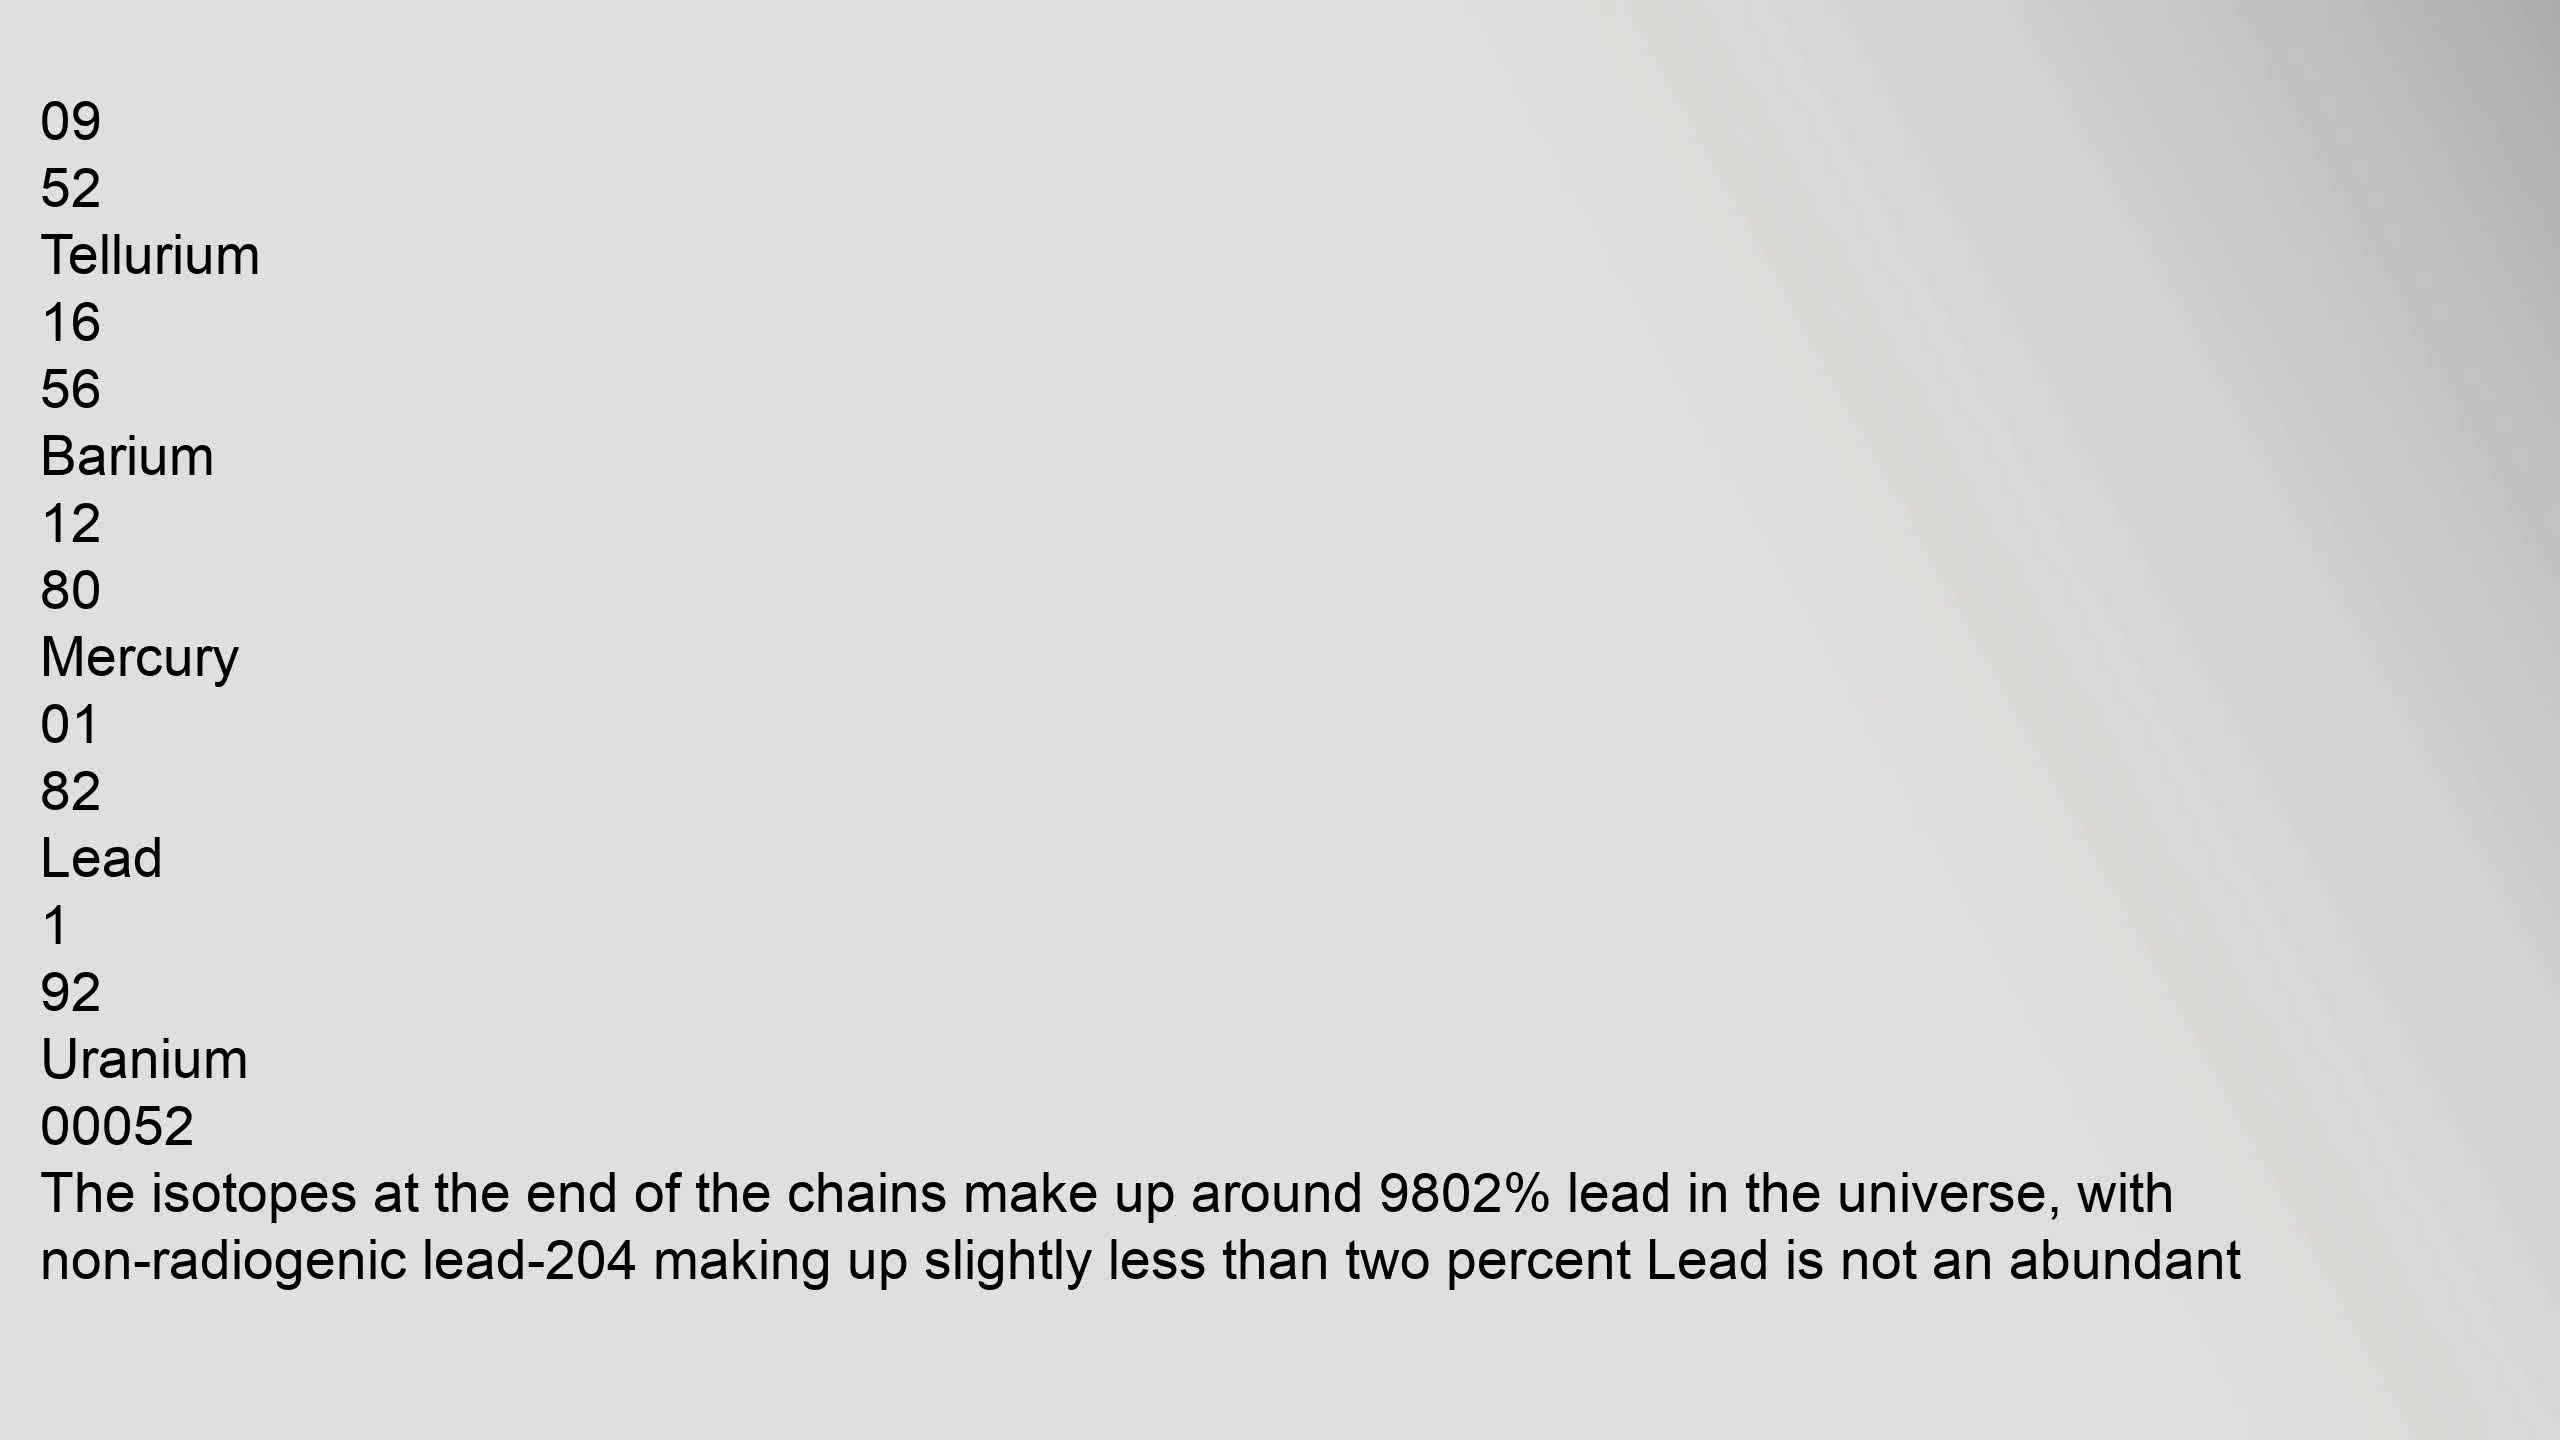 09
52
Tellurium
16
56
Barium
12
80
Mercury
01
82
Lead
1
92
Uranium
00052
The isotopes at the end of the chains make up around 9802% lead in the universe, with
non-radiogenic lead-204 making up slightly less than two percent Lead is not an abundant